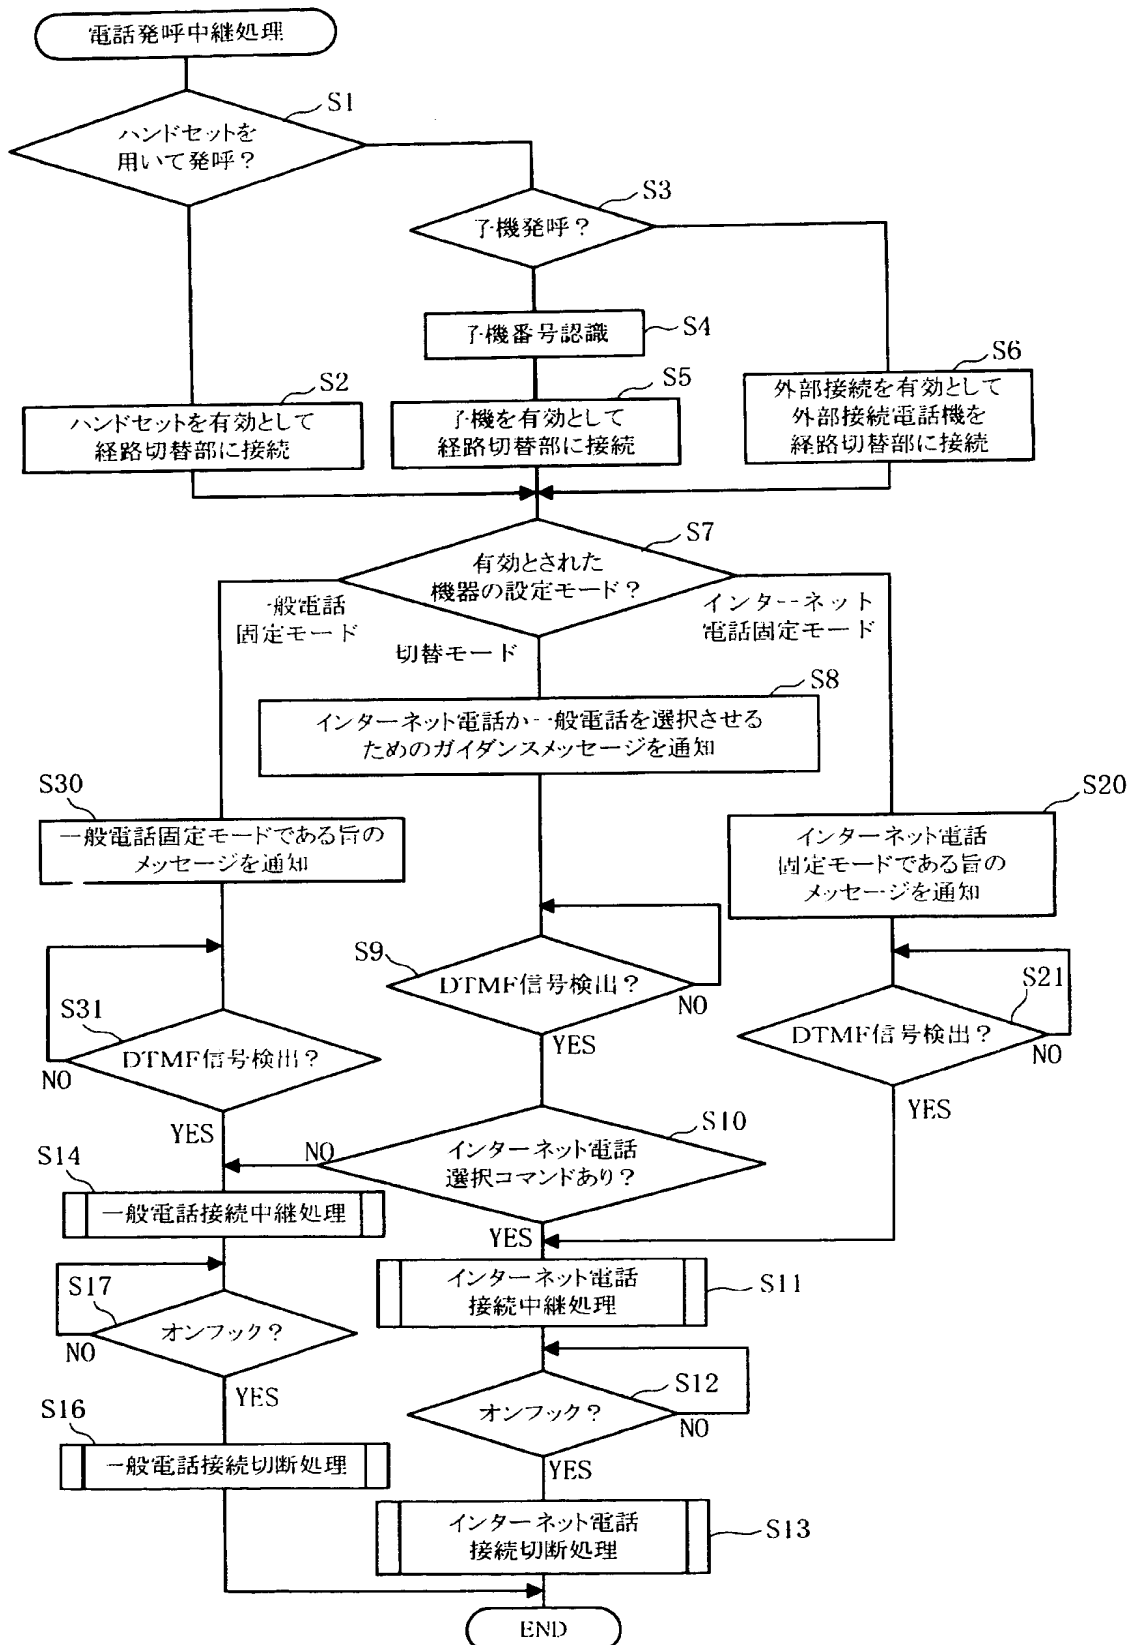 電話発呼中継処理
S1
ハンドセットを
用いて発呼？
S3
子機発呼？
子機番号認識
S4
S2
ハンドセットを有効として
経路切替部に接続
S5
子機を有効として
経路切替部に接続
S6
外部接続を有効として
外部接続電話機を
経路切替部に接続
S7
有効とされた
機器の設定モード？
一般電話
固定モード
切替モード
インターネット
電話固定モード
S8
インターネット電話か一般電話を選択させる
ためのガイダンスメッセージを通知
S30
一般電話固定モードである旨の
メッセージを通知
S20
インターネット電話
固定モードである旨の
メッセージを通知
S9
DTMF信号検出？
NO
YES
S31
DTMF信号検出？
NO
YES
S21
DTMF信号検出？
NO
YES
S10
インターネット電話
選択コマンドあり？
NO
YES
S14
一般電話接続中継処理
S11
インターネット電話
接続中継処理
S17
オンフック？
NO
YES
S12
オンフック？
NO
YES
S16
一般電話接続切断処理
S13
インターネット電話
接続切断処理
END